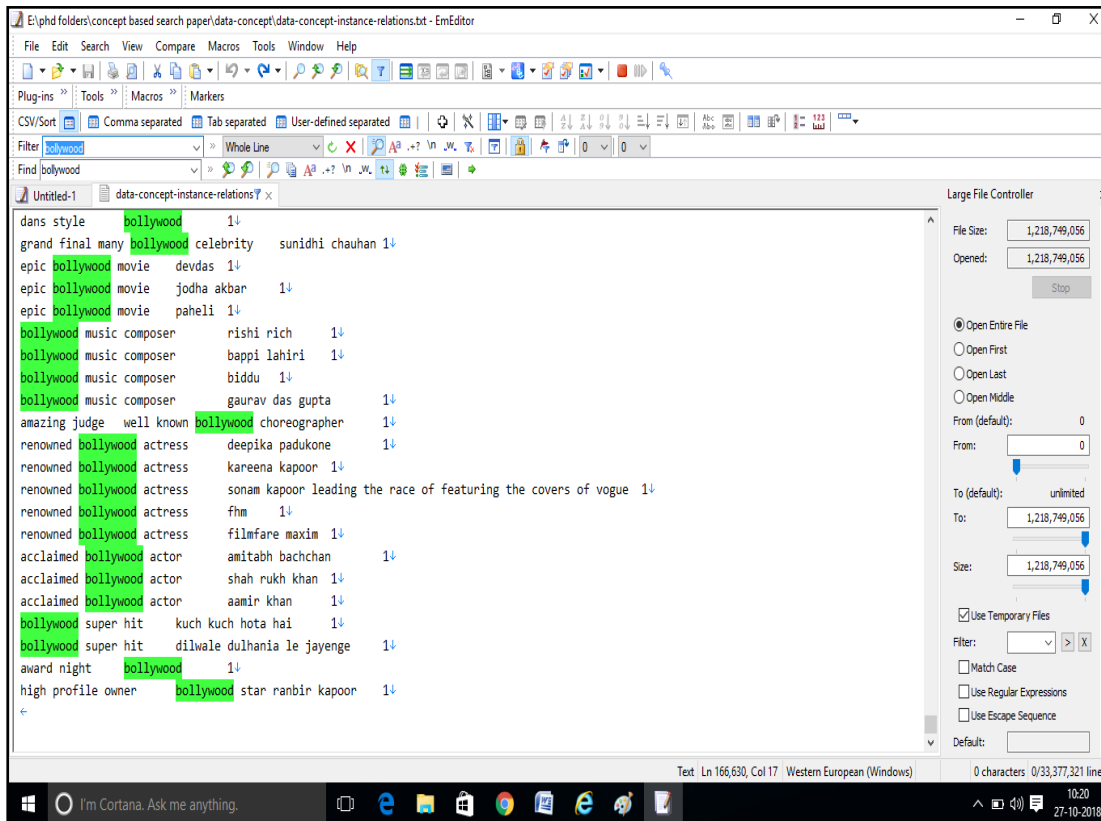 E:\phd folders\concept based search paper\data-concept\data-concept-instance-relations.txt - EmEditor
File Edit Search View Compare Macros Tools Window Help
Plug-ins » Tools » Macros » Markers
CSV/Sort Comma separated Tab separated User-defined separated
Filter bollywood » Whole Line 0 0
Find bollywood »
Untitled-1 data-concept-instance-relations x
dans style bollywood 1↓
grand final many bollywood celebrity sunidhi chauhan 1↓
epic bollywood movie devdas 1↓
epic bollywood movie jodha akbar 1↓
epic bollywood movie paheli 1↓
bollywood music composer rishi rich 1↓
bollywood music composer bappi lahiri 1↓
bollywood music composer biddu 1↓
bollywood music composer gaurav das gupta 1↓
amazing judge well known bollywood choreographer 1↓
renowned bollywood actress deepika padukone 1↓
renowned bollywood actress kareena kapoor 1↓
renowned bollywood actress sonam kapoor leading the race of featuring the covers of vogue 1↓
renowned bollywood actress fhm 1↓
renowned bollywood actress filmfare maxim 1↓
acclaimed bollywood actor amitabh bachchan 1↓
acclaimed bollywood actor shah rukh khan 1↓
acclaimed bollywood actor aamir khan 1↓
bollywood super hit kuch kuch hota hai 1↓
bollywood super hit dilwale dulhania le jayenge 1↓
award night bollywood 1↓
high profile owner bollywood star ranbir kapoor 1↓
←
Large File Controller
File Size: 1,218,749,056
Opened: 1,218,749,056
Stop
Open Entire File
Open First
Open Last
Open Middle
From (default): 0
From: 0
To (default): unlimited
To: 1,218,749,056
Size: 1,218,749,056
Use Temporary Files
Filter: > X
Match Case
Use Regular Expressions
Use Escape Sequence
Default:
Text Ln 166,630, Col 17 Western European (Windows) 0 characters 0/33,377,321 line
I'm Cortana. Ask me anything.
10:20
27-10-2018